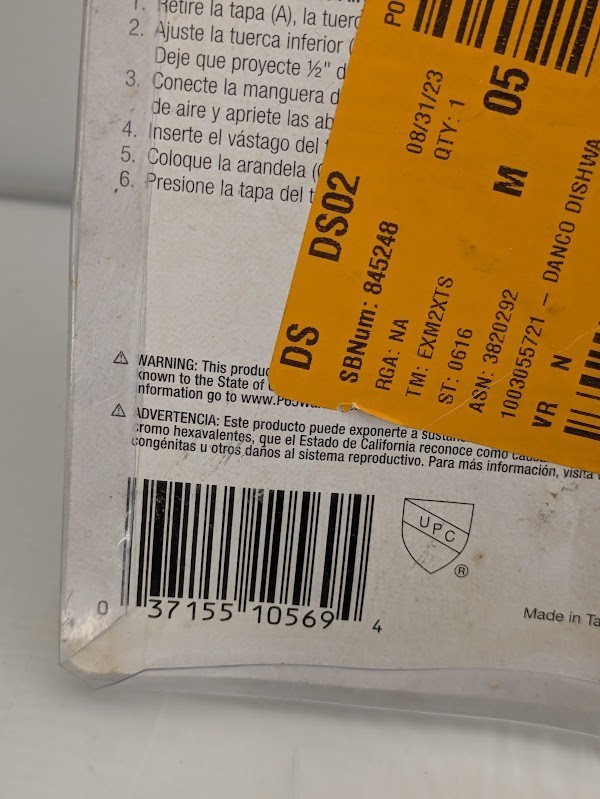 1. Retire la tapa (A), la tuerc
2. Ajuste la tuerca inferior (
Deje que proyecte ½" d
3. Conecte la manguera d
de aire y apriete las ab
4. Inserte el vástago del
5. Coloque la arandela (
6. Presione la tapa del t
PO
08/31/23
QTY: 1
M 05
DS DS02
SBNum: 845248
RGA: NA
TM: EXM2XTS
ST: 0616
ASN: 3820292
1003055721 - DANCO DISHWA
VR N
WARNING: This produc
known to the State of
nformation go to www.P65Wa
ADVERTENCIA: Este producto puede exponerte a sustan
cromo hexavalentes, que el Estado de California reconoce como caus
congénitas u otros daños al sistema reproductivo. Para más información, visita
0 37155 10569 4
UPC
®
Made in Ta